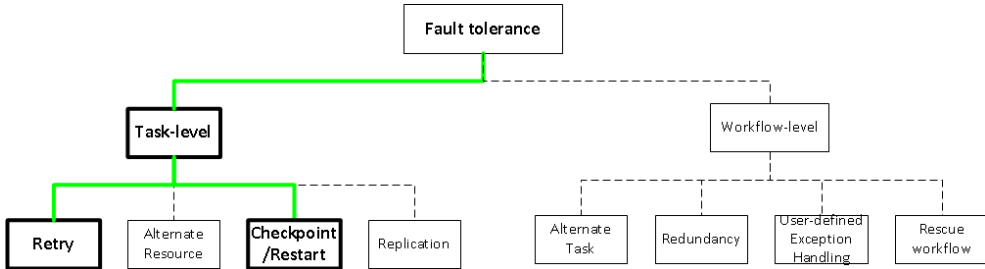 Fault tolerance
Task-level
Workflow-level
Retry
Alternate
Resource
Checkpoint
/Restart
Replication
Alternate
Task
Redundancy
User-defined
Exception
Handling
Rescue
workflow